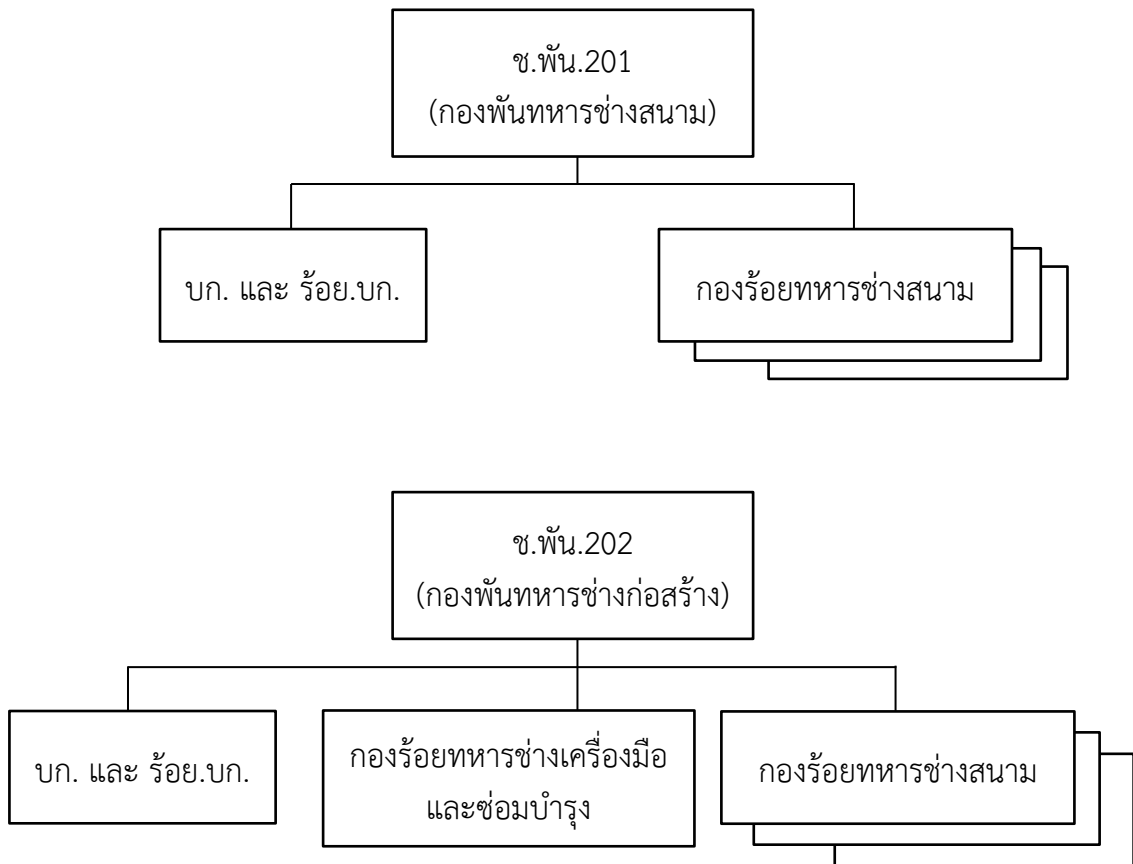 ช.พัน.201
(กองพันทหารช่างสนาม)
บก. และ ร้อย.บก.
กองร้อยทหารช่างสนาม
ช.พัน.202
(กองพันทหารช่างก่อสร้าง)
บก. และ ร้อย.บก.
กองร้อยทหารช่างเครื่องมือ
และซ่อมบำรุง
กองร้อยทหารช่างสนาม